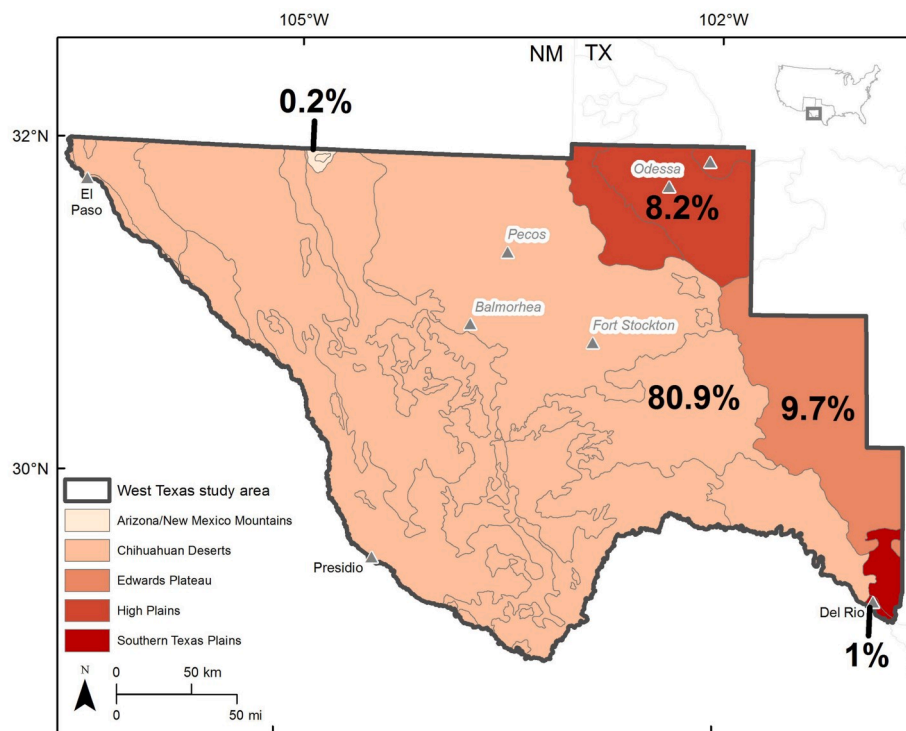 105°W
102°W
NM
TX
0.2%
32°N
Odessa
El
Paso
8.2%
Pecos
Balmorhea
Fort Stockton
80.9%
9.7%
30°N
West Texas study area
Arizona/New Mexico Mountains
Chihuahuan Deserts
Presidio
Edwards Plateau
High Plains
Del Rio
Southern Texas Plains
1%
N
0
50 km
0
50 mi